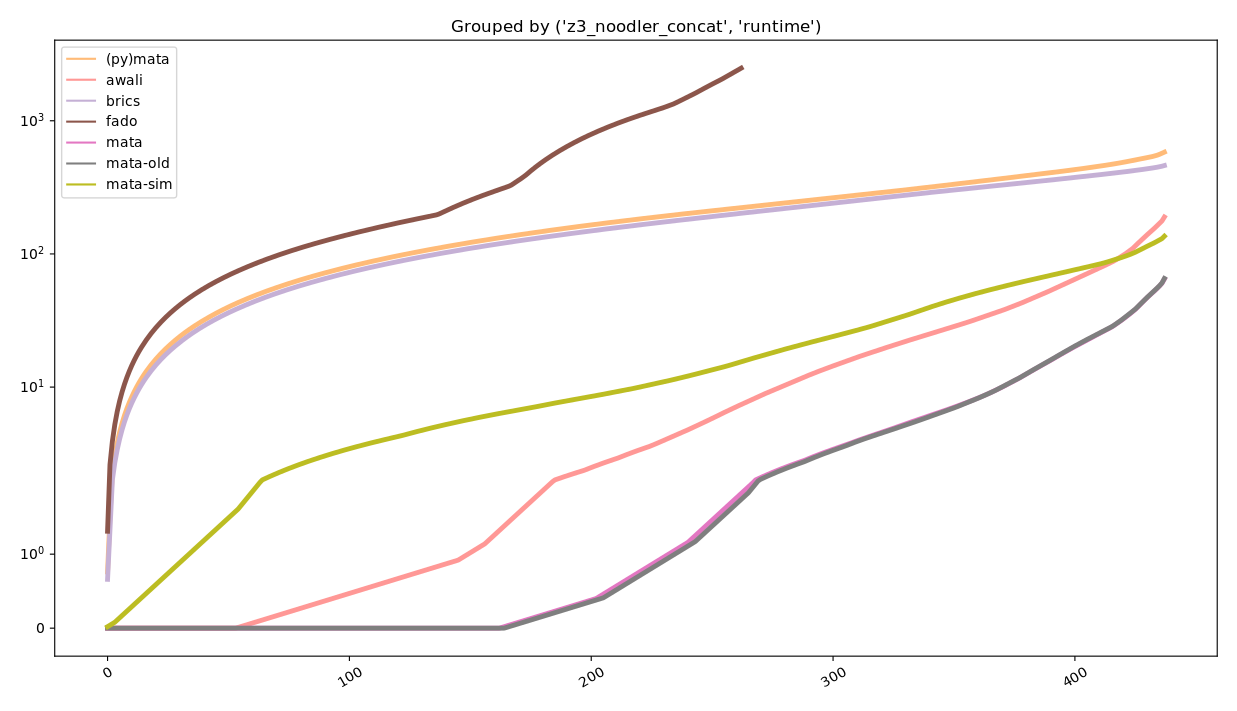 Grouped by ('z3_noodler_concat', 'runtime')
(py)mata
awali
brics
fado
mata
mata-old
mata-sim
10³
10²
10¹
10⁰
0
0
100
200
300
400